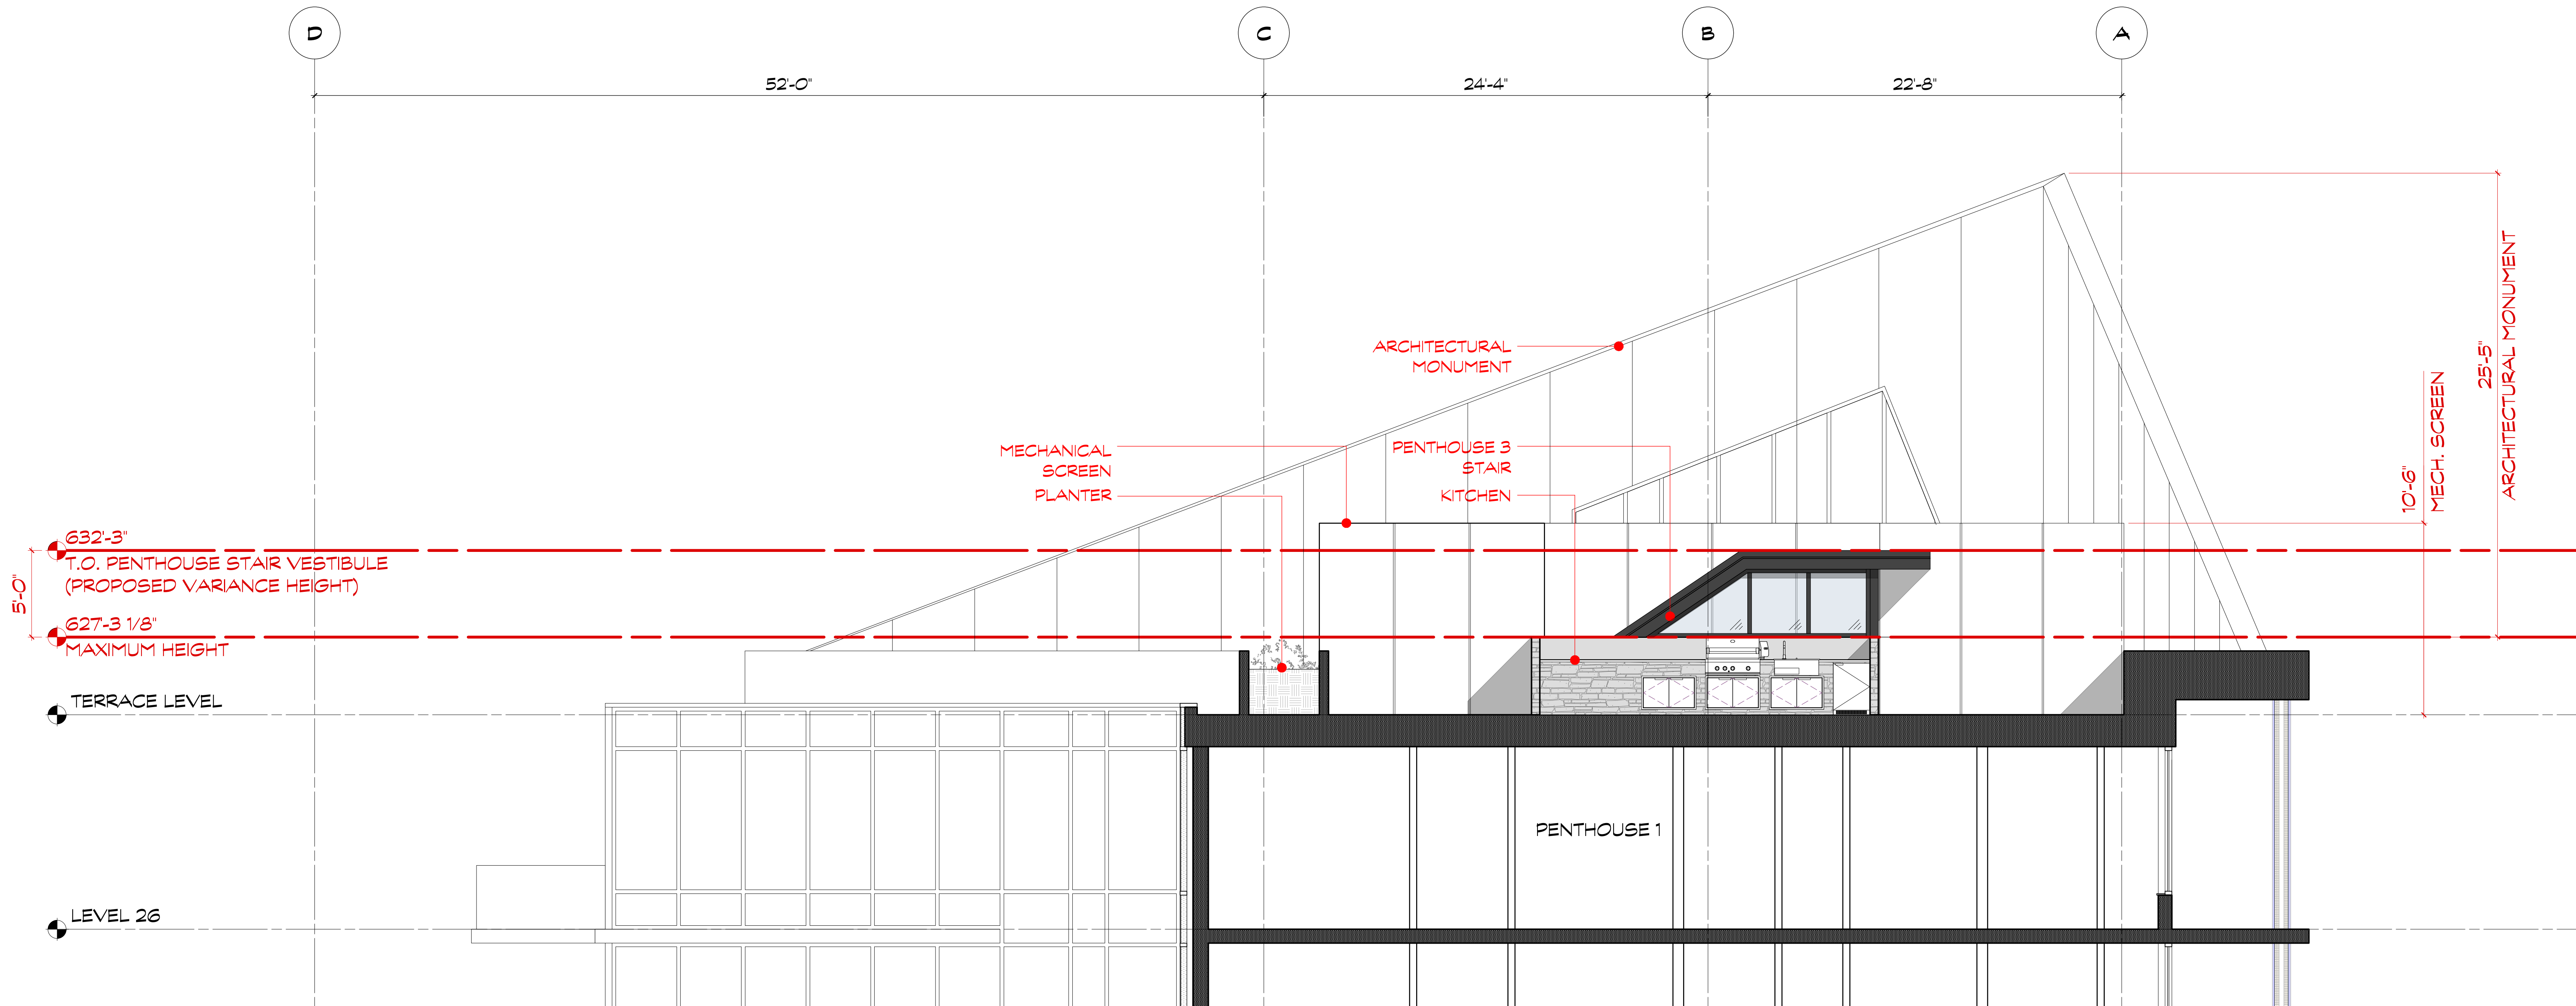 D
C
B
A
52'-0"
24'-4"
22'-8"
ARCHITECTURAL
MONUMENT
MECHANICAL
SCREEN
PLANTER
PENTHOUSE 3
STAIR
KITCHEN
25'-5"
ARCHITECTURAL MONUMENT
10'-6"
MECH. SCREEN
632'-3"
T.O. PENTHOUSE STAIR VESTIBULE
(PROPOSED VARIANCE HEIGHT)
5'-0"
627'-3 1/8"
MAXIMUM HEIGHT
TERRACE LEVEL
PENTHOUSE 1
LEVEL 26